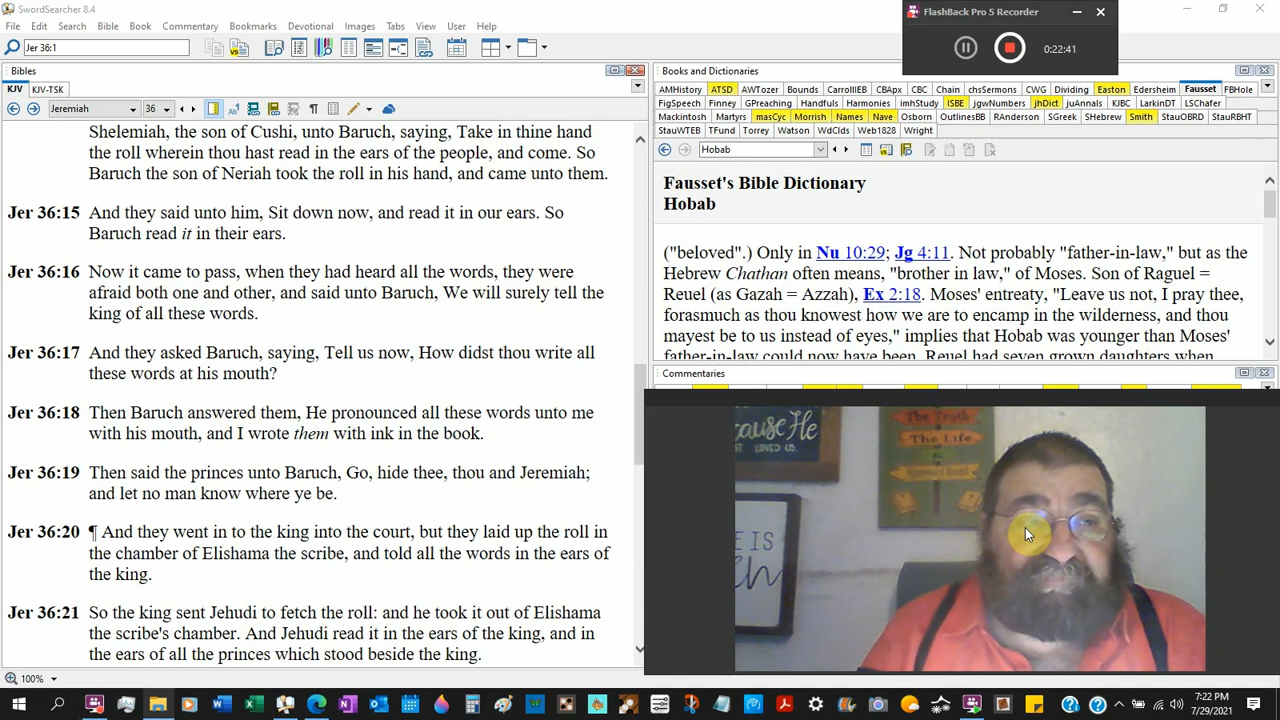 SwordSearcher 8.4
File Edit Search Bible Book Commentary Bookmarks Devotional Images Tabs View User Help
Jer 36:1
Bibles
KJV KJV-TSK
Jeremiah 36
Shelemiah, the son of Cushi, unto Baruch, saying, Take in thine hand
the roll wherein thou hast read in the ears of the people, and come. So
Baruch the son of Neriah took the roll in his hand, and came unto them.
Jer 36:15 And they said unto him, Sit down now, and read it in our ears. So
Baruch read it in their ears.
Jer 36:16 Now it came to pass, when they had heard all the words, they were
afraid both one and other, and said unto Baruch, We will surely tell the
king of all these words.
Jer 36:17 And they asked Baruch, saying, Tell us now, How didst thou write all
these words at his mouth?
Jer 36:18 Then Baruch answered them, He pronounced all these words unto me
with his mouth, and I wrote them with ink in the book.
Jer 36:19 Then said the princes unto Baruch, Go, hide thee, thou and Jeremiah;
and let no man know where ye be.
Jer 36:20 ¶ And they went in to the king into the court, but they laid up the roll in
the chamber of Elishama the scribe, and told all the words in the ears of
the king.
Jer 36:21 So the king sent Jehudi to fetch the roll: and he took it out of Elishama
the scribe's chamber. And Jehudi read it in the ears of the king, and in
the ears of all the princes which stood beside the king.
100%
FlashBack Pro 5 Recorder
0:22:41
Books and Dictionaries
AMHistory ATSD AWTozer Bounds CarrollEB CBApx CBC Chain chsSermons CWG Dividing Easton Edersheim Fausset FBHole
FigSpeech Finney GPreaching Handfuls Harmonies imhStudy ISBE jgwNumbers jhDict juAnnals KJBC LarkinDT LSChafer
Mackintosh Martyrs masCyc Morrish Names Nave Osborn OutlinesBB RAnderson SGreek SHebrew Smith StauOBRD StauRBHT
StauWTEB TFund Torrey Watson WdClds Web1828 Wright
Hobab
Fausset's Bible Dictionary
Hobab
("beloved".) Only in Nu 10:29; Jg 4:11. Not probably "father-in-law," but as the
Hebrew Chathan often means, "brother in law," of Moses. Son of Raguel =
Reuel (as Gazah = Azzah), Ex 2:18. Moses' entreaty, "Leave us not, I pray thee,
forasmuch as thou knowest how we are to encamp in the wilderness, and thou
mayest be to us instead of eyes," implies that Hobab was younger than Moses'
father-in-law could now have been. Reuel had seven grown daughters when
Commentaries
cause He
LOVED US.
The Truth
The Life
E IS
7:22 PM
7/29/2021